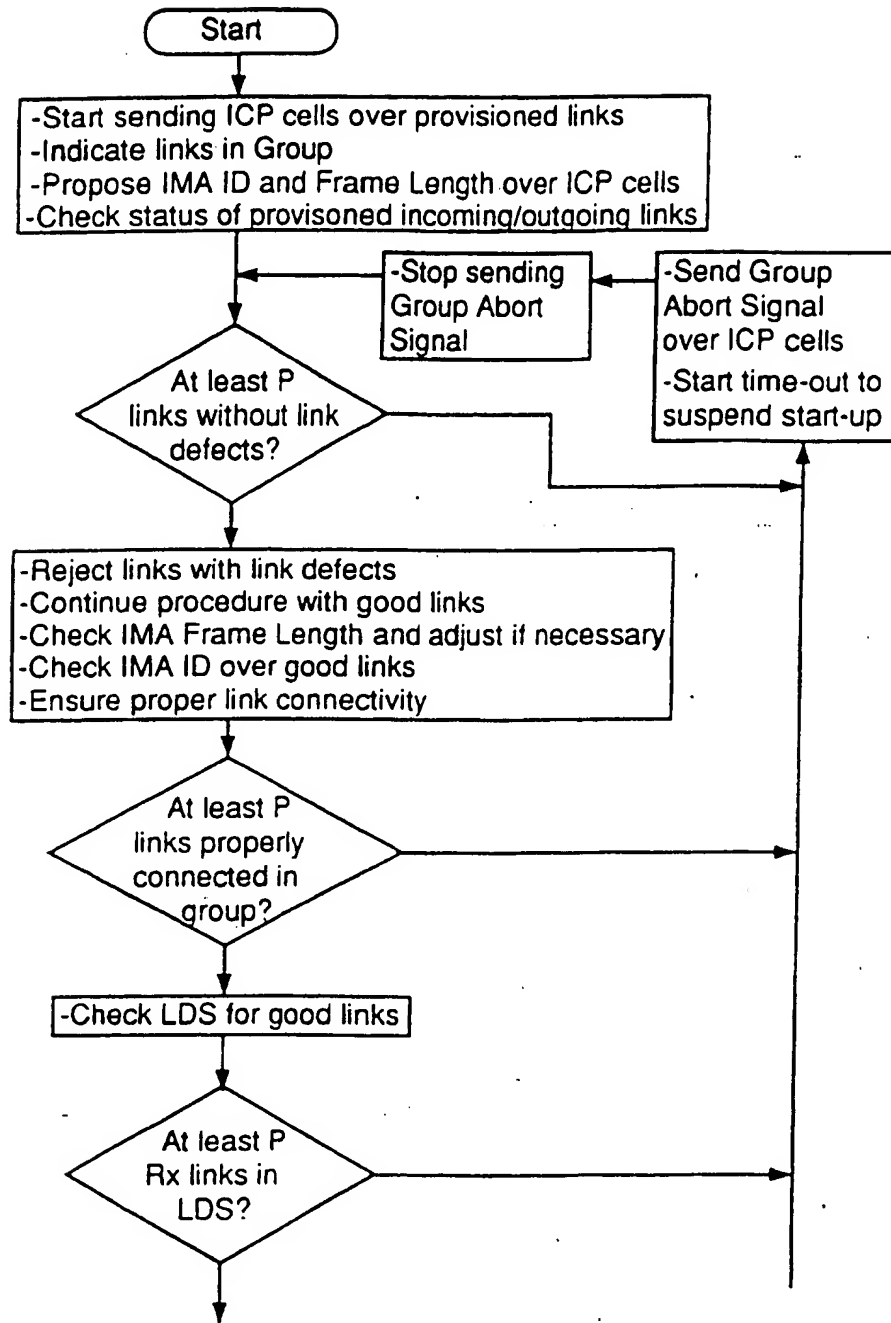 Start
-Start sending ICP cells over provisioned links
-Indicate links in Group
-Propose IMA ID and Frame Length over ICP cells
-Check status of provisoned incoming/outgoing links
-Stop sending
Group Abort
Signal
-Send Group
Abort Signal
over ICP cells
-Start time-out to
suspend start-up
At least P
links without link
defects?
-Reject links with link defects
-Continue procedure with good links
-Check IMA Frame Length and adjust if necessary
-Check IMA ID over good links
-Ensure proper link connectivity
At least P
links properly
connected in
group?
-Check LDS for good links
At least P
Rx links in
LDS?